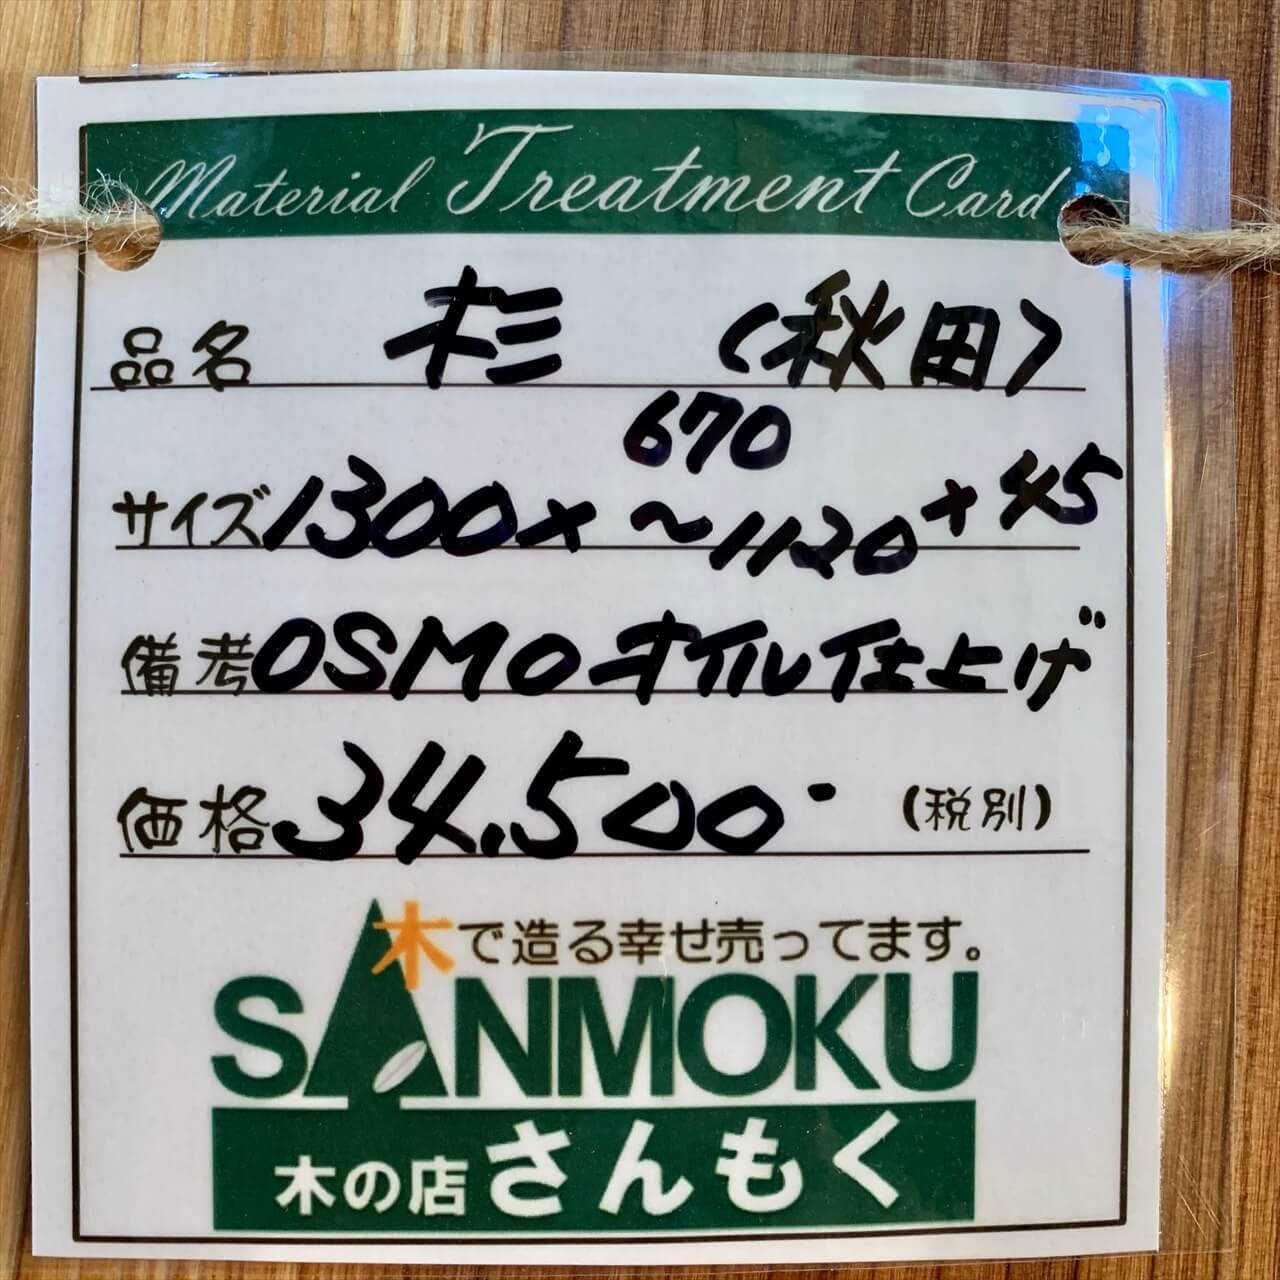 Material Treatment Card
品名 杉 (秋田)
サイズ 1300× 670～1120×45
備考 OSMOオイル仕上げ
価格 34.500- (税別)
木で造る幸せ売ってます。
SANMOKU
木の店さんもく